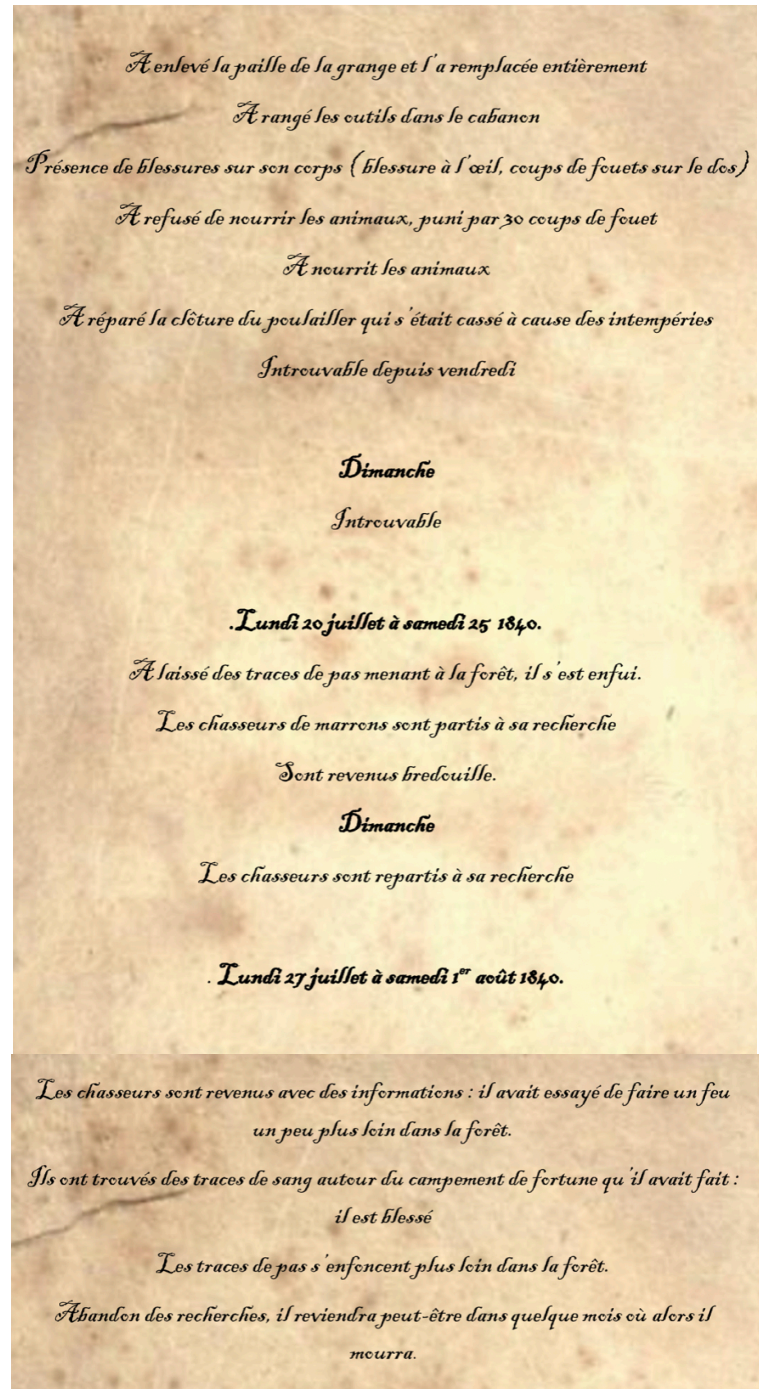 A enlevé la paille de la grange et l'a remplacée entièrement
A rangé les outils dans le cabanon
Présence de blessures sur son corps (blessure à l'œil, coups de fouets sur le dos)
A refusé de nourrir les animaux, puni par 30 coups de fouet
A nourrit les animaux
A réparé la clôture du poulailler qui s'était cassé à cause des intempéries
Introuvable depuis vendredi
Dimanche
Introuvable
.Lundi 20 juillet à samedi 25 1840.
A laissé des traces de pas menant à la forêt, il s'est enfui.
Les chasseurs de marrons sont partis à sa recherche
Sont revenus bredouille.
Dimanche
Les chasseurs sont repartis à sa recherche
. Lundi 27 juillet à samedi 1er août 1840.
Les chasseurs sont revenus avec des informations : il avait essayé de faire un feu
un peu plus loin dans la forêt.
Ils ont trouvés des traces de sang autour du campement de fortune qu'il avait fait :
il est blessé
Les traces de pas s'enfoncent plus loin dans la forêt.
Abandon des recherches, il reviendra peut-être dans quelque mois où alors il
mourra.